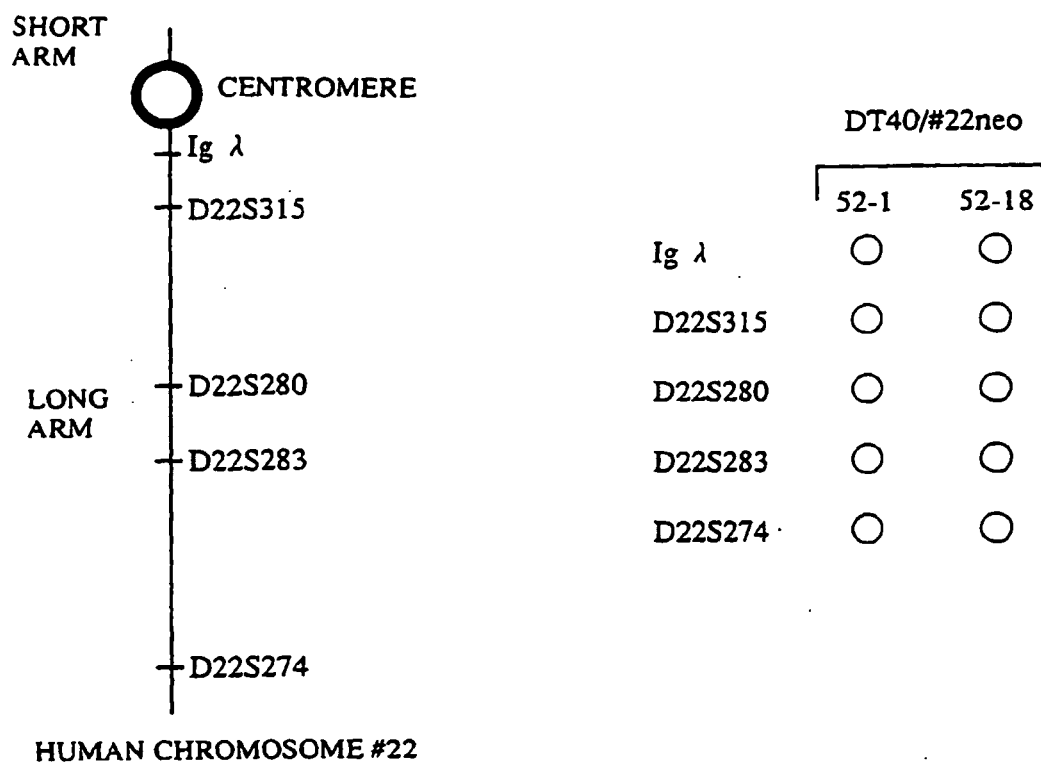 SHORT
ARM
CENTROMERE
Ig λ
D22S315
LONG
ARM
D22S280
D22S283
D22S274
HUMAN CHROMOSOME #22
DT40/#22neo
52-1 52-18
Ig λ
D22S315
D22S280
D22S283
D22S274